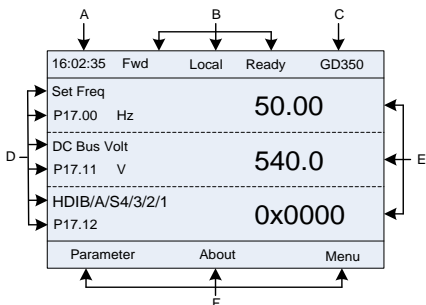 A B C
16:02:35 Fwd Local Ready GD350
Set Freq
P17.00 Hz
50.00
DC Bus Volt
P17.11 V
540.0
HDIB/A/S4/3/2/1
P17.12
0x0000
D
E
Parameter About Menu
F